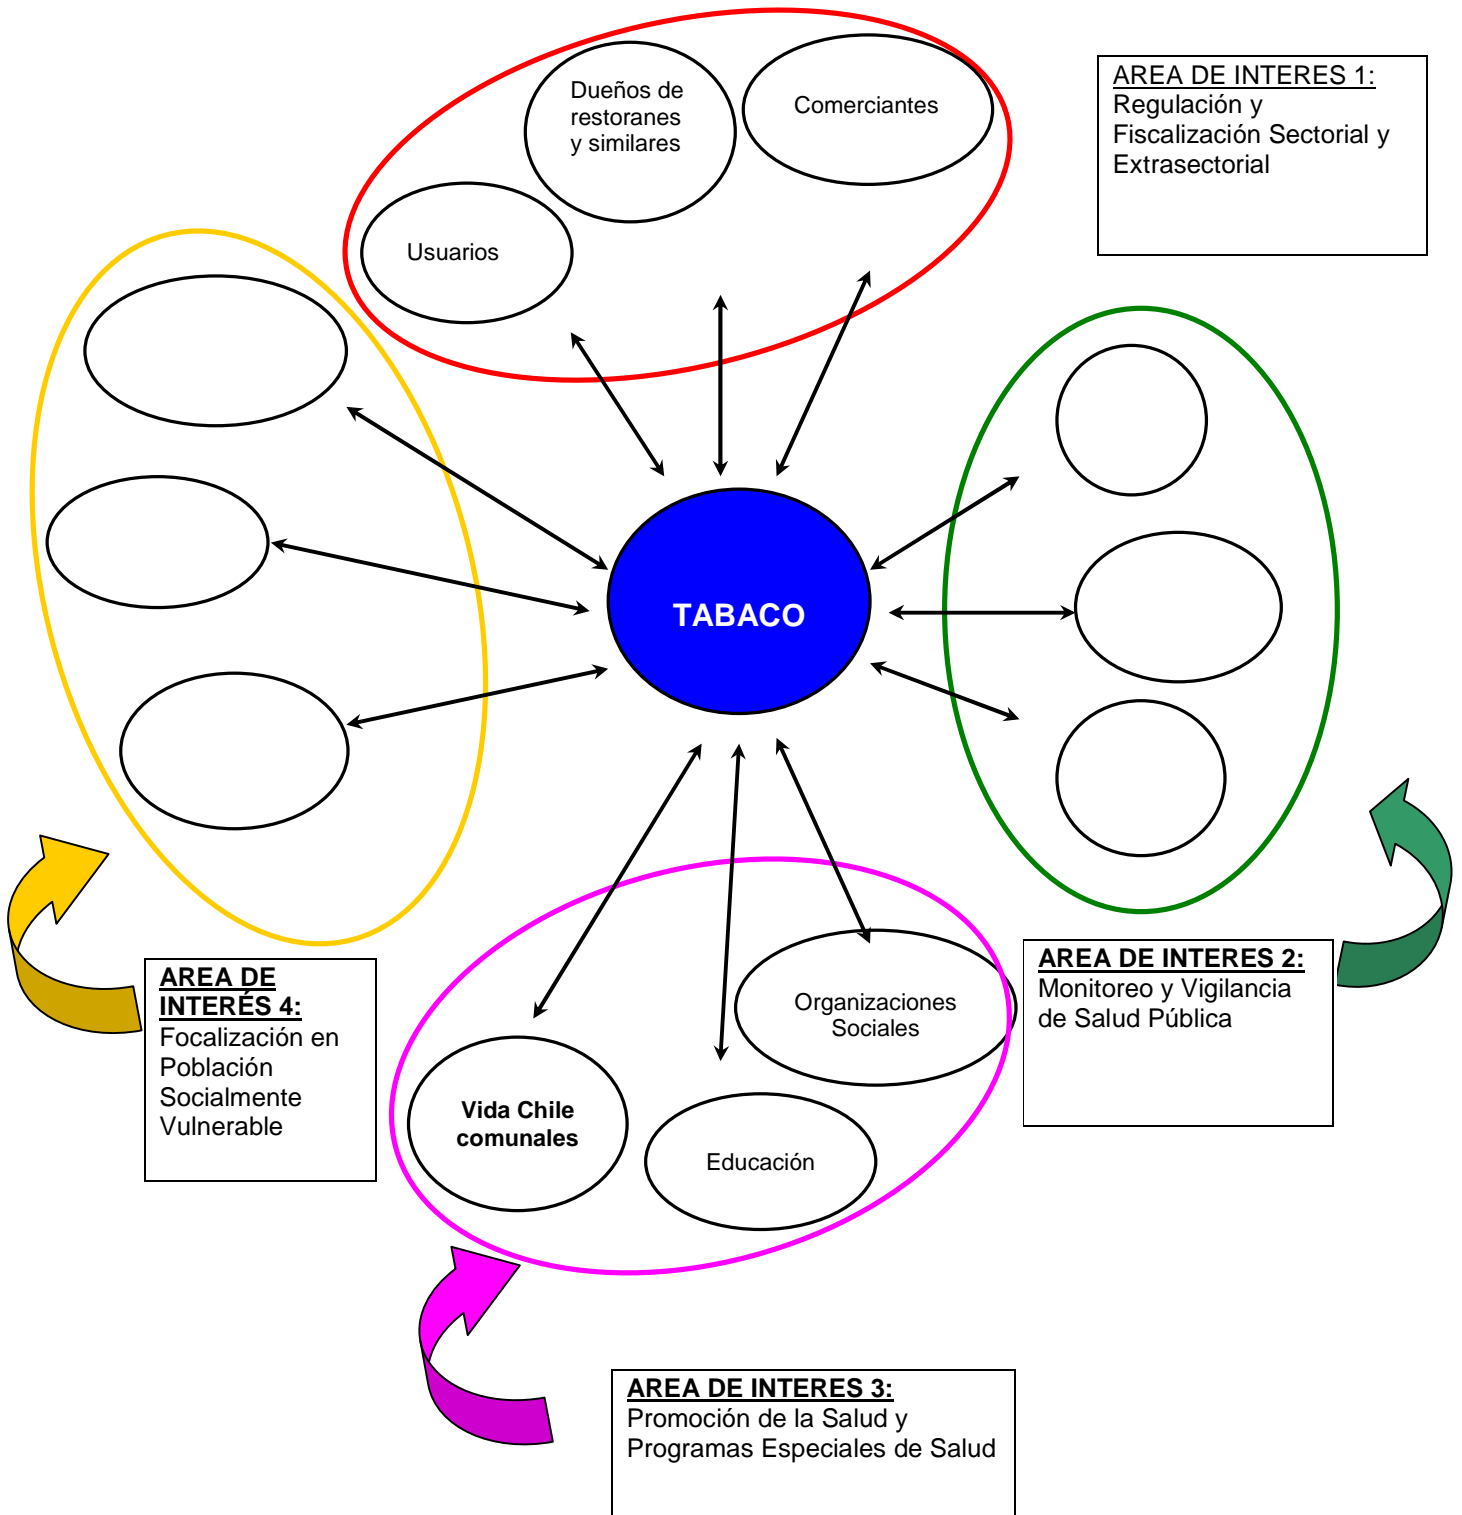 Dueños de
restoranes
y similares
Comerciantes
Usuarios
AREA DE INTERES 1:
Regulación y
Fiscalización Sectorial y
Extrasectorial
TABACO
AREA DE
INTERÉS 4:
Focalización en
Población
Socialmente
Vulnerable
AREA DE INTERES 2:
Monitoreo y Vigilancia
de Salud Pública
Organizaciones
Sociales
Vida Chile
comunales
Educación
AREA DE INTERES 3:
Promoción de la Salud y
Programas Especiales de Salud